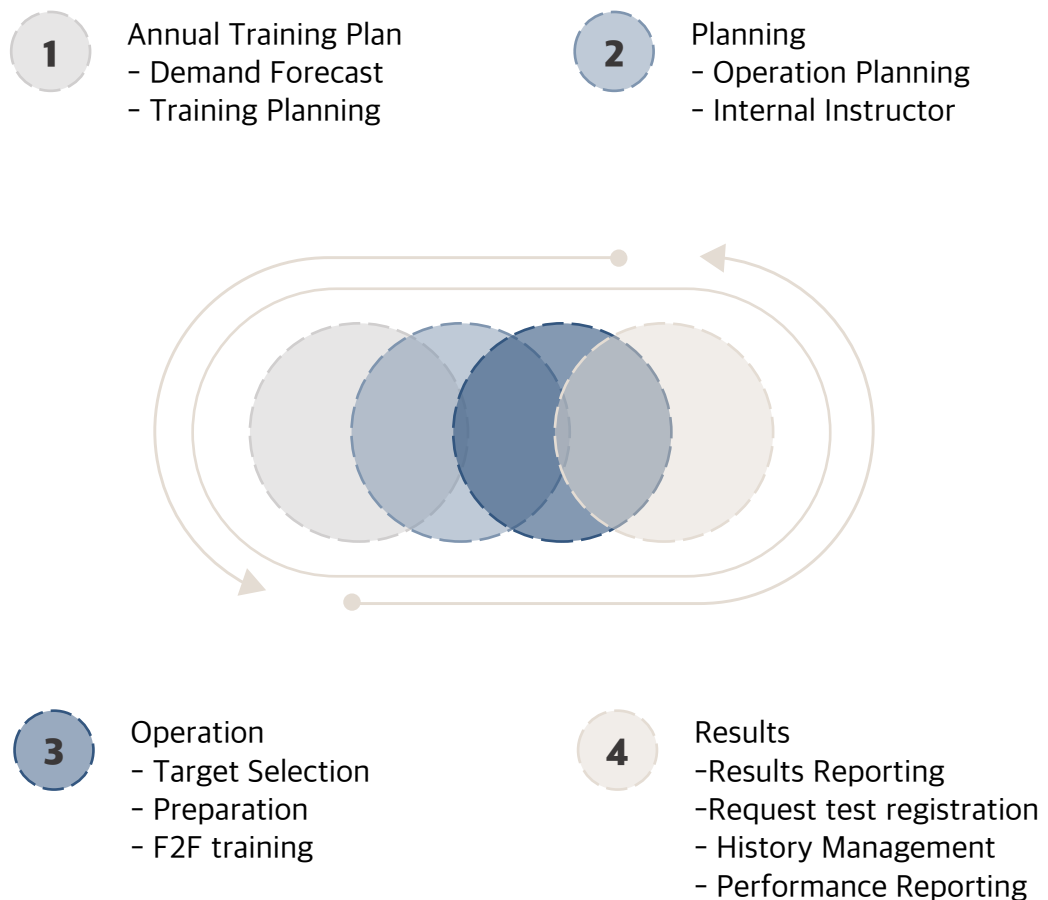 1
Annual Training Plan
- Demand Forecast
- Training Planning
2
Planning
- Operation Planning
- Internal Instructor
3
Operation
- Target Selection
- Preparation
- F2F training
4
Results
-Results Reporting
-Request test registration
- History Management
- Performance Reporting